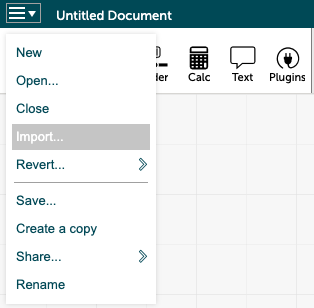 Untitled Document
New
Open...
Close
Import...
Revert...
Save...
Create a copy
Share...
Rename
Calc
Text
Plugins